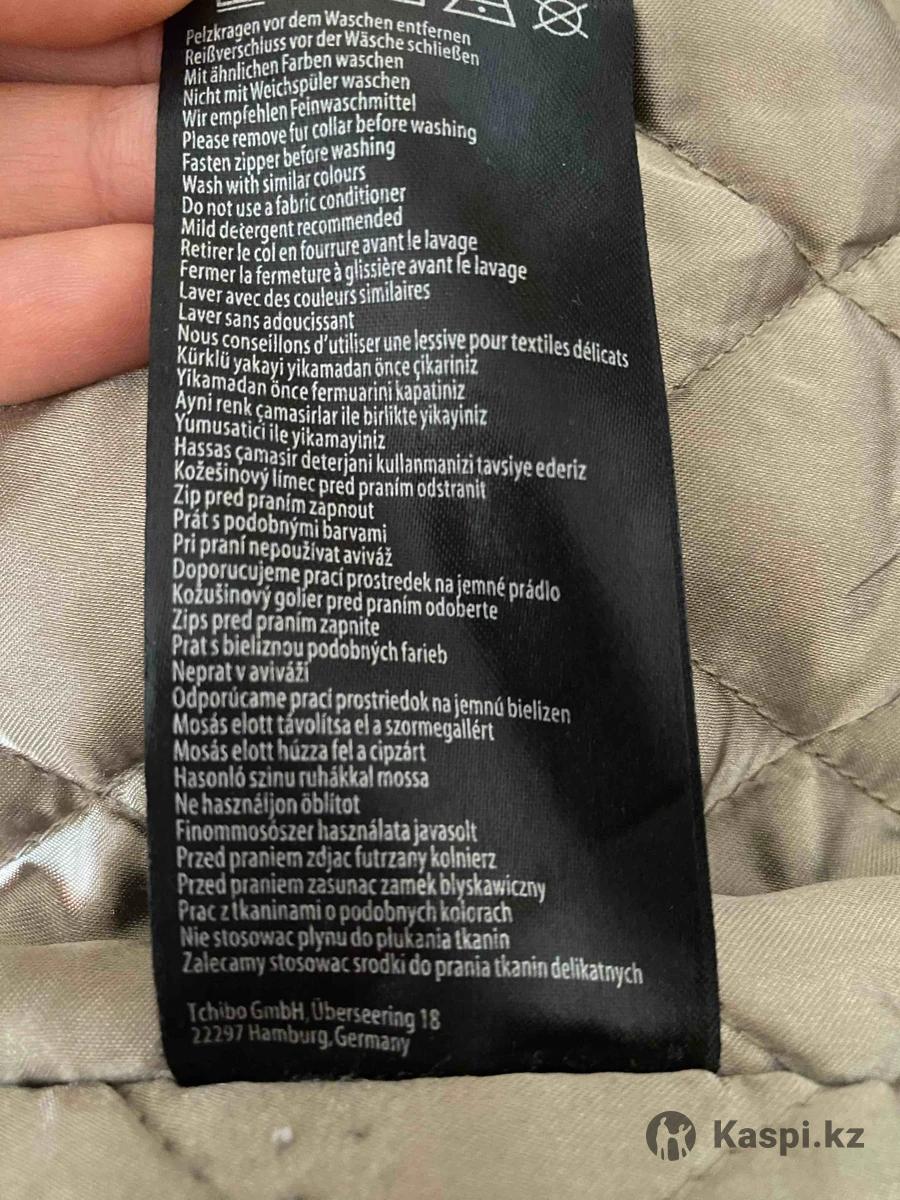 Pelzkragen vor dem Waschen entfernen
Reißverschluss vor der Wäsche schließen
Mit ähnlichen Farben waschen
Nicht mit Weichspüler waschen
Wir empfehlen Feinwaschmittel
Please remove fur collar before washing
Fasten zipper before washing
Wash with similar colours
Do not use a fabric conditioner
Mild detergent recommended
Retirer le col en fourrure avant le lavage
Fermer la fermeture à glissière avant le lavage
Laver avec des couleurs similaires
Laver sans adoucissant
Nous conseillons d'utiliser une lessive pour textiles délicats
Kürklü yakayi yikamadan önce çikariniz
Yikamadan önce fermuarini kapatiniz
Ayni renk çamasirlar ile birlikte yikayiniz
Yumusatici ile yikamayiniz
Hassas çamasir deterjani kullanmanizi tavsiye ederiz
Kožešinový límec pred praním odstranit
Zip pred praním zapnout
Prát s podobnými barvami
Pri praní nepoužívat aviváž
Doporucujeme prací prostredek na jemné prádlo
Kožušinový golier pred praním odoberte
Zips pred praním zapnite
Prat s bieliznou podobných farieb
Neprat v aviváži
Odporúcame prací prostriedok na jemnú bielizen
Mosás elott távolítsa el a szormegallért
Mosás elott húzza fel a cipzárt
Hasonló szinu ruhákkal mossa
Ne használjon öblítot
Finommosószer használata javasolt
Przed praniem zdjac futrzany kolnierz
Przed praniem zasunac zamek blyskawiczny
Prac z tkaninami o podobnych kolorach
Nie stosowac plynu do plukania tkanin
Zalecamy stosowac srodki do prania tkanin delikatnych
Tchibo GmbH, Überseering 18
22297 Hamburg, Germany
Kaspi.kz